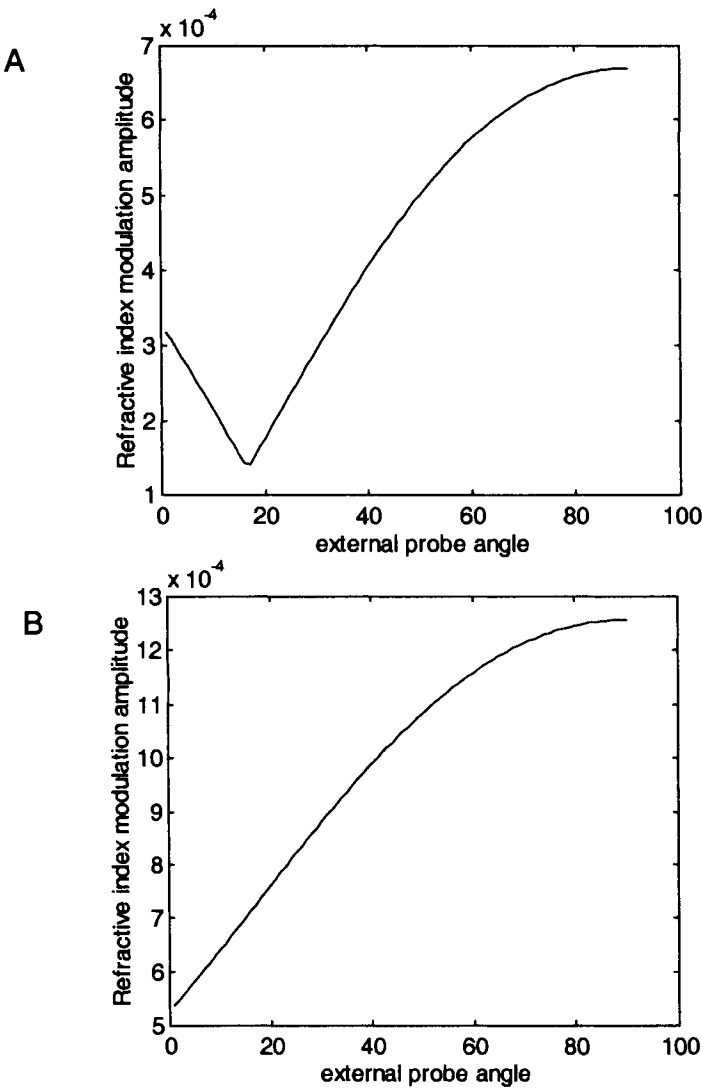 A
x 10⁻⁴
7
6
5
4
3
2
1
Refractive index modulation amplitude
0 20 40 60 80 100
external probe angle
B
x 10⁻⁴
13
12
11
10
9
8
7
6
5
Refractive index modulation amplitude
0 20 40 60 80 100
external probe angle